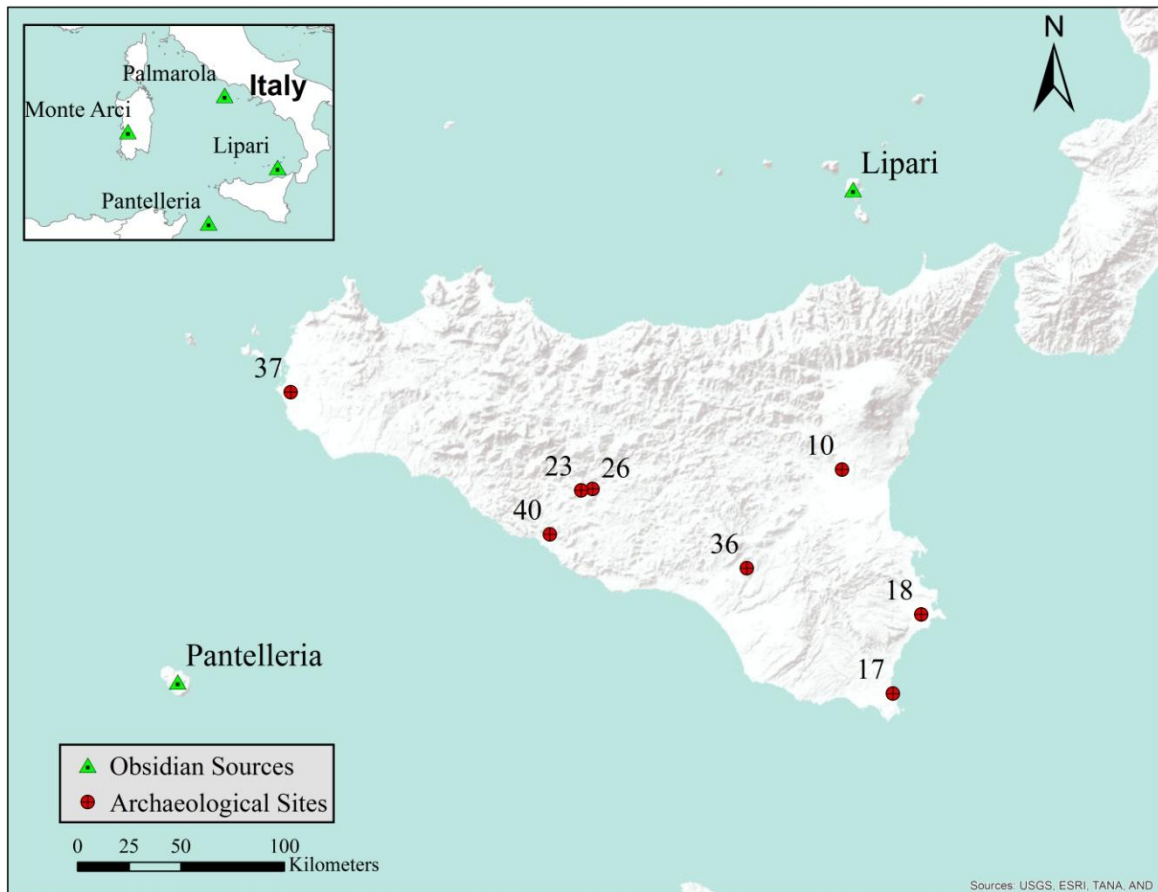 Palmarola
Italy
Monte Arci
Lipari
Pantelleria
N
Lipari
37
10
23 26
40
36
18
17
Pantelleria
Obsidian Sources
Archaeological Sites
0 25 50 100
Kilometers
Sources: USGS, ESRI, TANA, AND